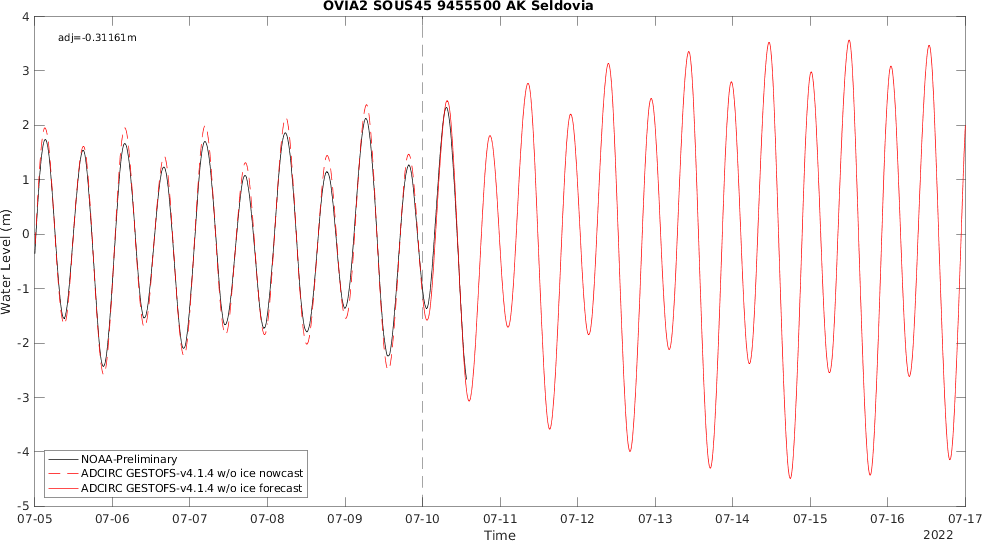 OVIA2 SOUS45 9455500 AK Seldovia
adj=-0.31161m
4
3
2
1
0
-1
-2
-3
-4
-5
Water Level (m)
NOAA-Preliminary
ADCIRC GESTOFS-v4.1.4 w/o ice nowcast
ADCIRC GESTOFS-v4.1.4 w/o ice forecast
07-05 07-06 07-07 07-08 07-09 07-10 07-11 07-12 07-13 07-14 07-15 07-16 07-17
Time
2022